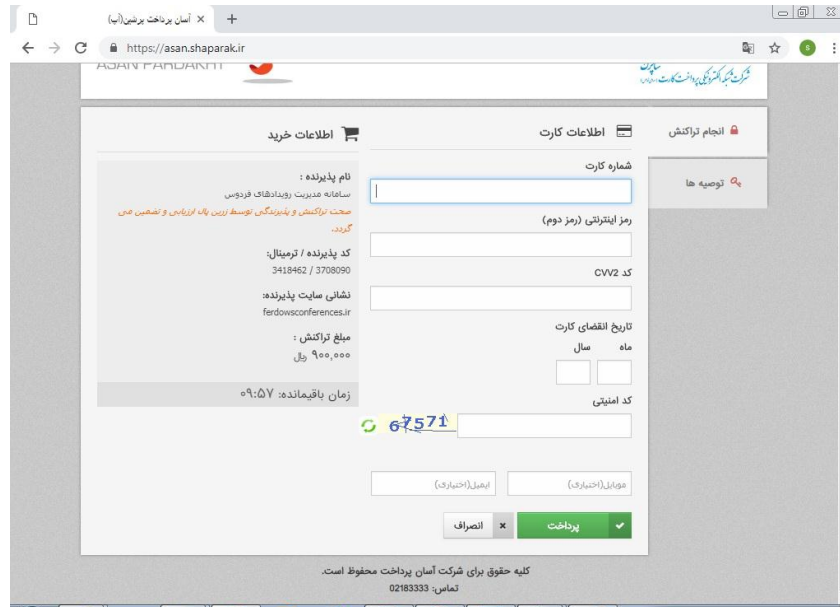 آسان پرداخت پرشین(آپ)
https://asan.shaparak.ir
ASAN PARDAKHT
شرکت شبکه الکترونیکی پرداخت کارت
انجام تراکنش
توصیه ها
اطلاعات کارت
شماره کارت
رمز اینترنتی (رمز دوم)
کد CVV2
تاریخ انقضای کارت
ماه سال
کد امنیتی
67571
موبایل(اختیاری) ایمیل(اختیاری)
پرداخت انصراف
اطلاعات خرید
نام پذیرنده :
سامانه مدیریت رویدادهای فردوس
صحت تراکنش و پذیرندگی توسط زرین پال ارزیابی و تضمین می
گردد.
کد پذیرنده / ترمینال:
3418462 / 3708090
نشانی سایت پذیرنده:
ferdowsconferences.ir
مبلغ تراکنش :
۹۰۰,۰۰۰ ریال
زمان باقیمانده: ۰۹:۵۷
کلیه حقوق برای شرکت آسان پرداخت محفوظ است.
تماس: 02183333